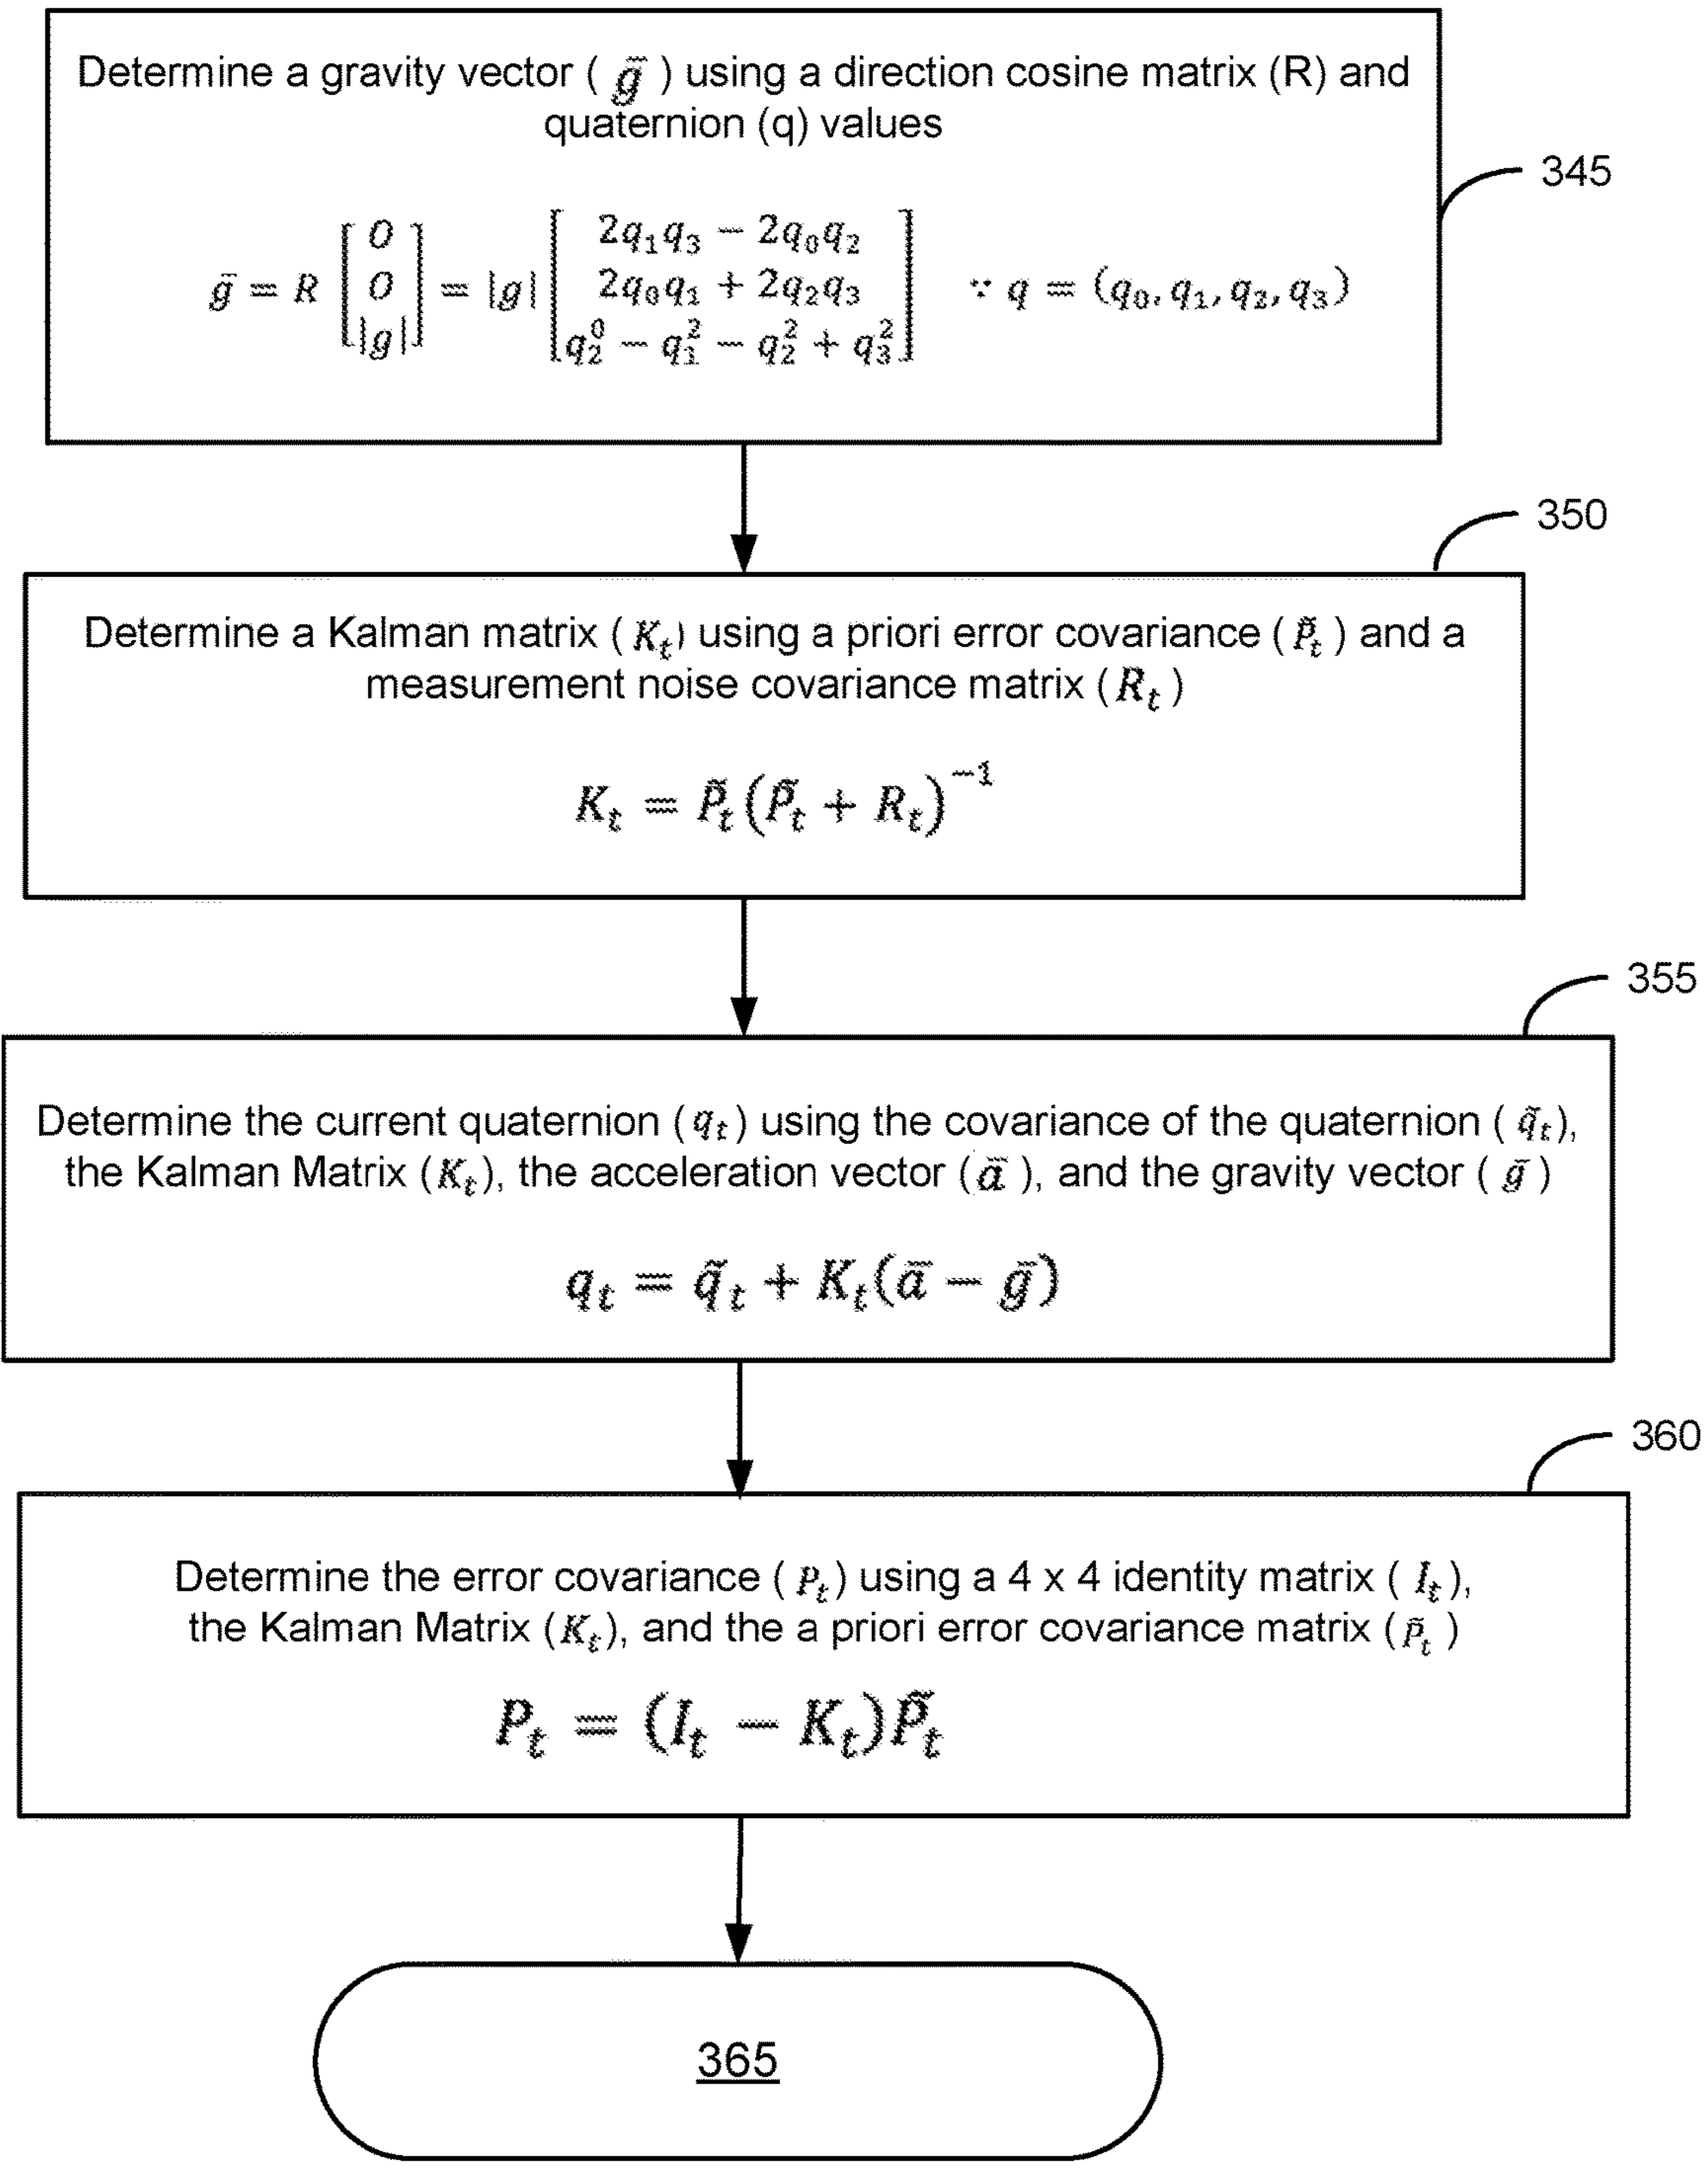 Determine a gravity vector ( g̅ ) using a direction cosine matrix (R) and
quaternion (q) values
g̅ = R [ 0 0 |g| ] = |g| [ 2q₁q₃ − 2q₀q₂ 2q₀q₁ + 2q₂q₃ q₂⁰ − q₁² − q₂² + q₃² ] ∵ q = (q₀, q₁, q₂, q₃)
345
350
Determine a Kalman matrix ( Kₜ) using a priori error covariance ( P̃ₜ ) and a
measurement noise covariance matrix ( Rₜ )
Kₜ = P̃ₜ(P̃ₜ + Rₜ)⁻¹
355
Determine the current quaternion ( qₜ ) using the covariance of the quaternion ( q̃ₜ),
the Kalman Matrix (Kₜ), the acceleration vector ( a̅ ), and the gravity vector ( g̅ )
qₜ = q̃ₜ + Kₜ(a̅ − g̅)
360
Determine the error covariance ( Pₜ) using a 4 x 4 identity matrix ( Iₜ),
the Kalman Matrix (Kₜ), and the a priori error covariance matrix ( P̃ₜ )
Pₜ = (Iₜ − Kₜ)P̃ₜ
365